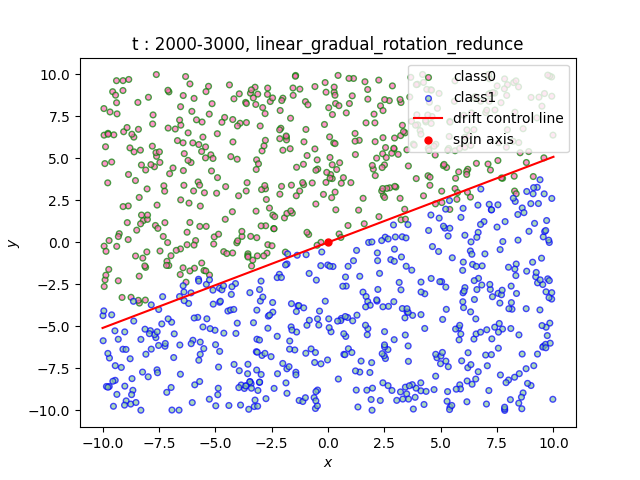 t : 2000-3000, linear_gradual_rotation_redunce
class0
class1
drift control line
spin axis
10.0
7.5
5.0
2.5
0.0
−2.5
−5.0
−7.5
−10.0
y
−10.0 −7.5 −5.0 −2.5 0.0 2.5 5.0 7.5 10.0
x